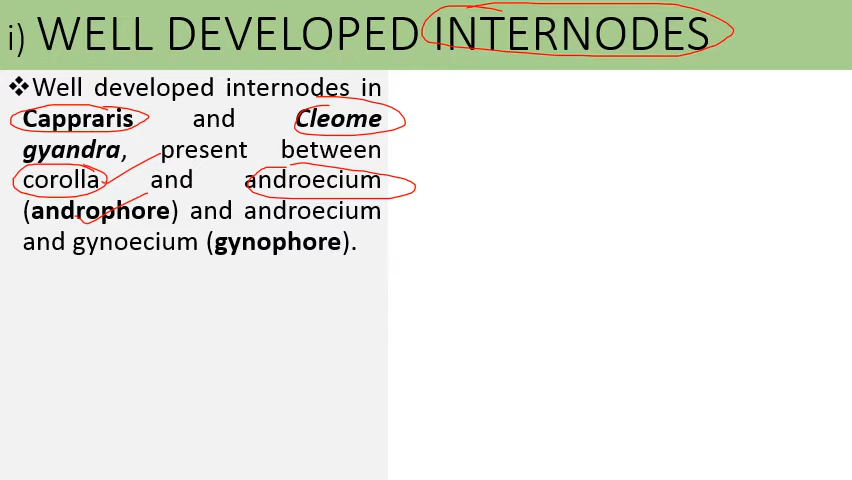 i) WELL DEVELOPED INTERNODES
❖Well developed internodes in
Cappraris and Cleome
gyandra, present between
corolla and androecium
(androphore) and androecium
and gynoecium (gynophore).